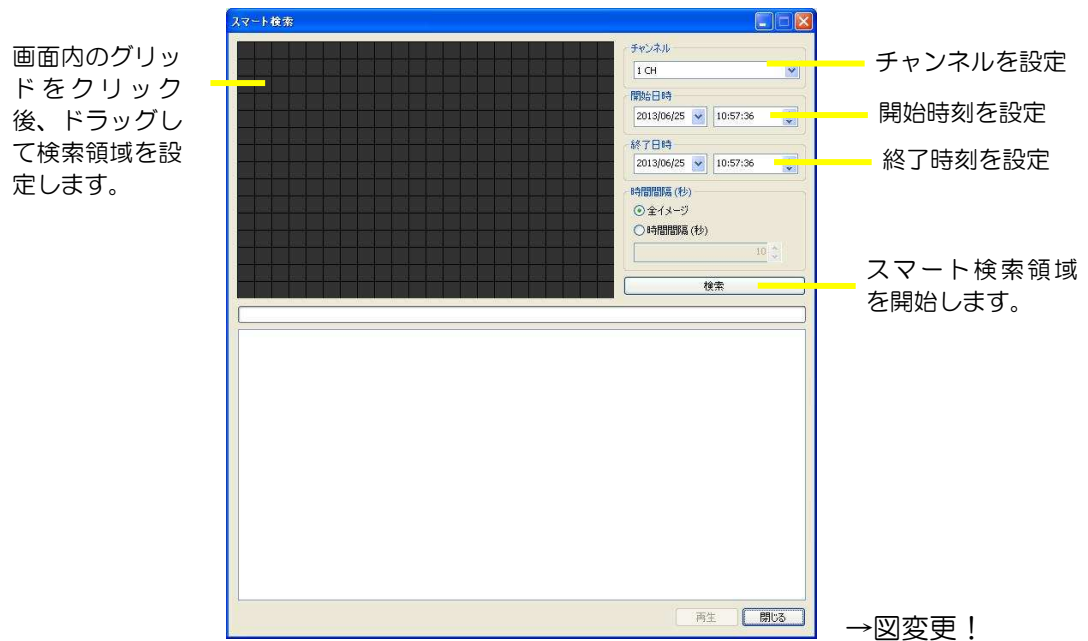 スマート検索
画面内のグリッ
ドをクリック
後、ドラッグし
て検索領域を設
定します。
チャンネル
1 CH
チャンネルを設定
開始日時
2013/06/25 10:57:36
開始時刻を設定
終了日時
2013/06/25 10:57:36
終了時刻を設定
時間間隔(秒)
全イメージ
時間間隔(秒)
10
検索
スマート検索領域
を開始します。
再生 閉じる
→図変更！